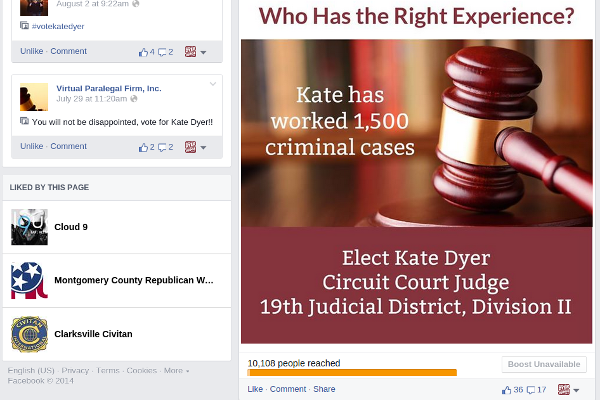 August 2 at 9:22am
#votekatedyer
Unlike · Comment
4 2
Virtual Paralegal Firm, Inc.
July 29 at 11:20am
You will not be disappointed, vote for Kate Dyer!!
Unlike · Comment
2 2
LIKED BY THIS PAGE
Cloud 9
Montgomery County Republican W...
Clarksville Civitan
CIVITAN
English (US) · Privacy · Terms · Cookies · More
Facebook © 2014
Who Has the Right Experience?
Kate has
worked 1,500
criminal cases
Elect Kate Dyer
Circuit Court Judge
19th Judicial District, Division II
10,108 people reached
Boost Unavailable
Like · Comment · Share
36 17